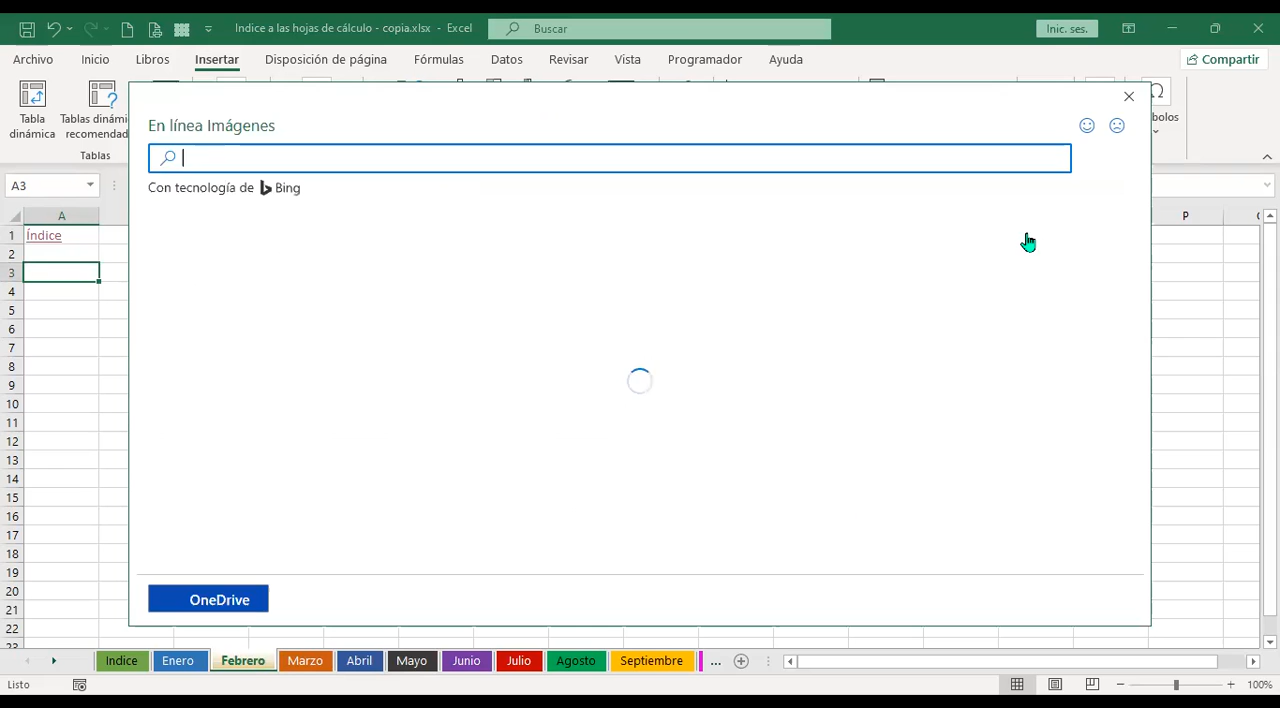 Indice a las hojas de cálculo - copia.xlsx - Excel
Buscar
Inic. ses.
Archivo Inicio Libros Insertar Disposición de página Fórmulas Datos Revisar Vista Programador Ayuda
Compartir
Tabla dinámica
Tablas dinámi recomendad
bolos
Tablas
En línea Imágenes
Con tecnología de Bing
A3
A P
1 Índice
2
3
4
5
6
7
8
9
10
11
12
13
14
15
16
17
18
19
20
21
22
23
OneDrive
Indice Enero Febrero Marzo Abril Mayo Junio Julio Agosto Septiembre ...
Listo
100%